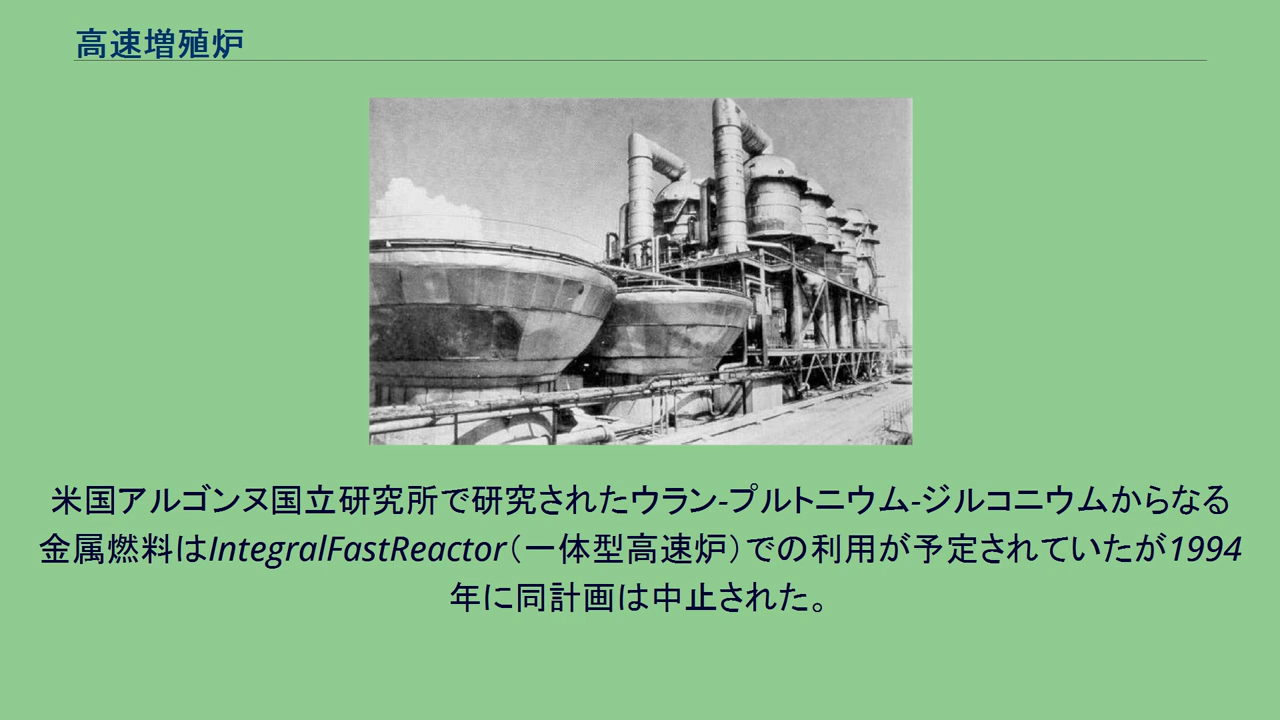 高速増殖炉
米国アルゴンヌ国立研究所で研究されたウラン-プルトニウム-ジルコニウムからなる
金属燃料はIntegralFastReactor（一体型高速炉）での利用が予定されていたが1994
年に同計画は中止された。